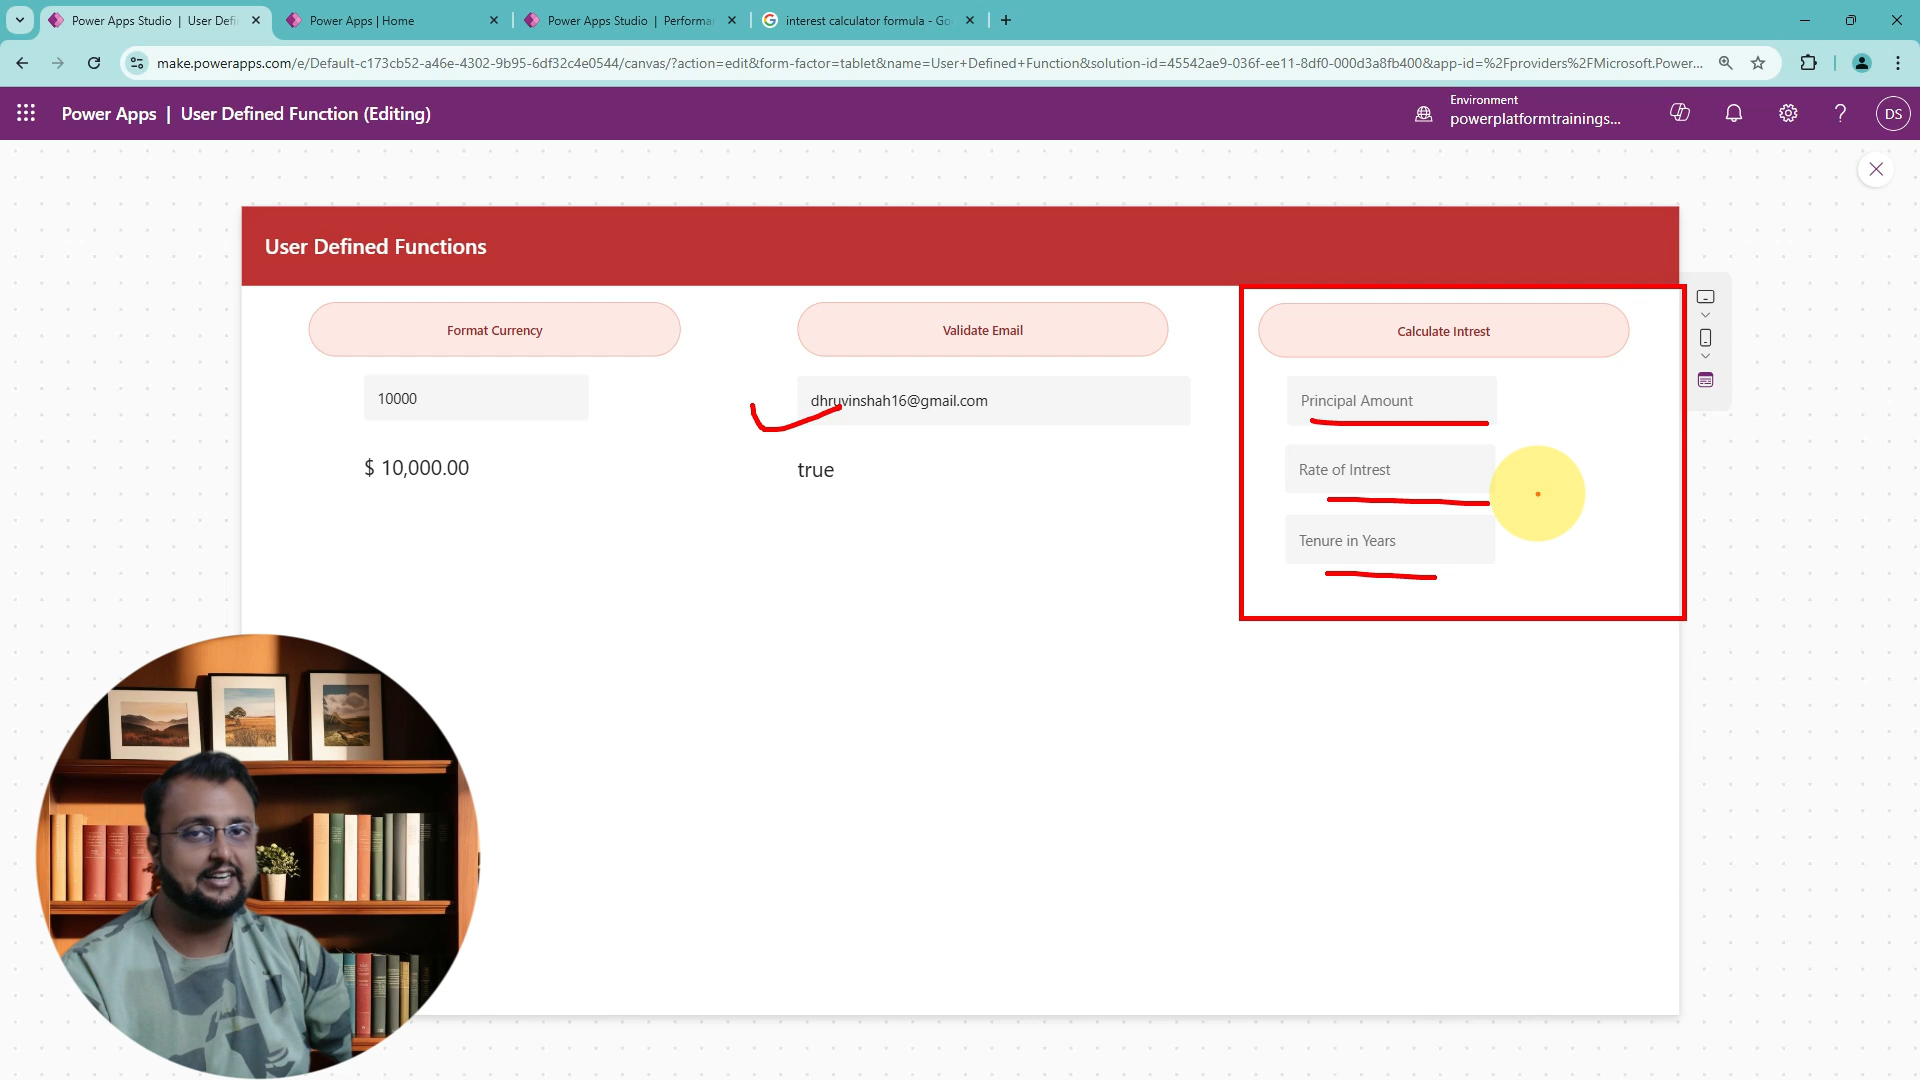 Power Apps Studio | User Defi
Power Apps | Home
Power Apps Studio | Performa
interest calculator formula - Go
make.powerapps.com/e/Default-c173cb52-a46e-4302-9b95-6df32c4e0544/canvas/?action=edit&form-factor=tablet&name=User+Defined+Function&solution-id=45542ae9-036f-ee11-8df0-000d3a8fb400&app-id=%2Fproviders%2FMicrosoft.Power...
Power Apps | User Defined Function (Editing)
Environment
powerplatformtrainings...
DS
User Defined Functions
Format Currency
Validate Email
Calculate Intrest
10000
dhruvinshah16@gmail.com
Principal Amount
$ 10,000.00
true
Rate of Intrest
Tenure in Years